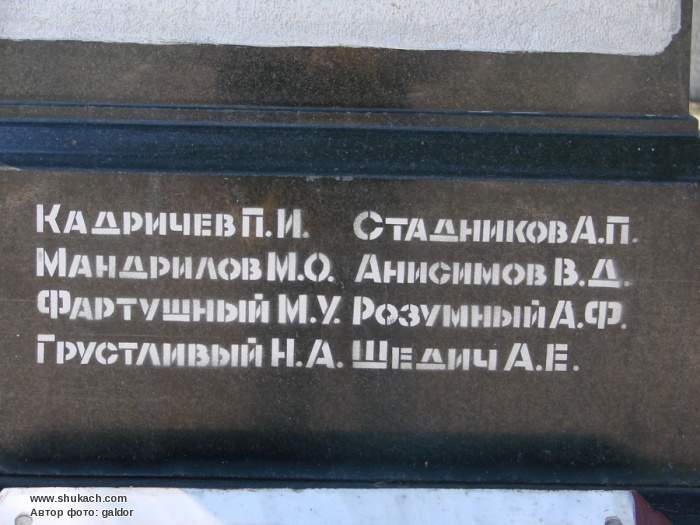 Кадричев П.И. Стадников А.П.
Мандрилов М.О. Анисимов В.Д.
Фартушный М.У. Розумный А.Ф.
Грустливый Н.А. Шедич А.Е.
www.shukach.com
Автор фото: galdor